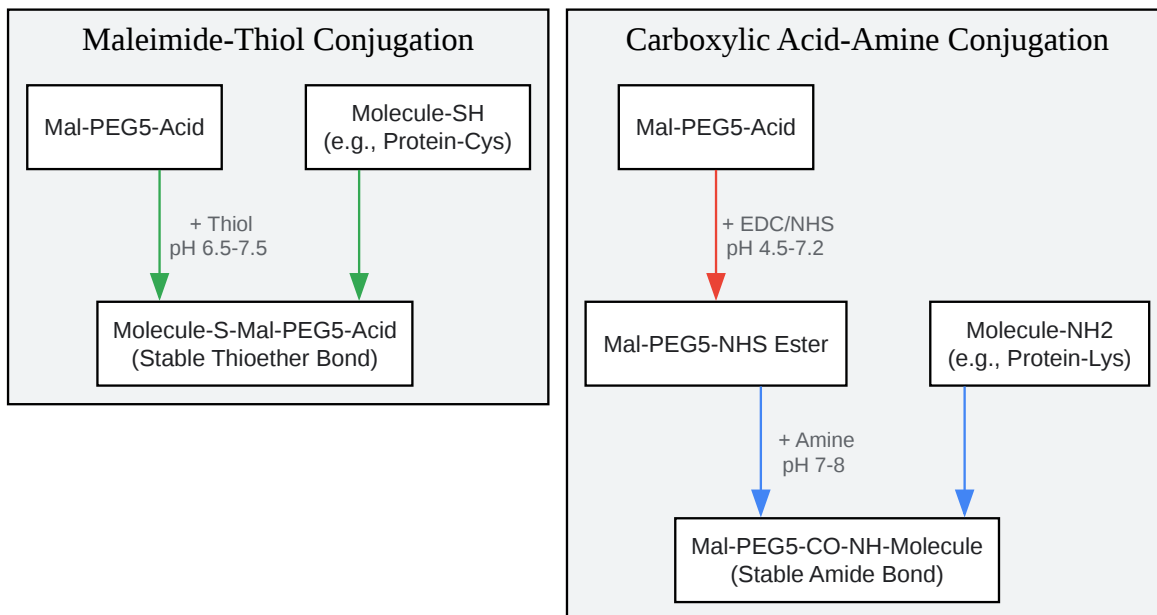 Maleimide-Thiol Conjugation
Mal-PEG5-Acid
Molecule-SH
(e.g., Protein-Cys)
+ Thiol
pH 6.5-7.5
Molecule-S-Mal-PEG5-Acid
(Stable Thioether Bond)
Carboxylic Acid-Amine Conjugation
Mal-PEG5-Acid
+ EDC/NHS
pH 4.5-7.2
Mal-PEG5-NHS Ester
Molecule-NH2
(e.g., Protein-Lys)
+ Amine
pH 7-8
Mal-PEG5-CO-NH-Molecule
(Stable Amide Bond)